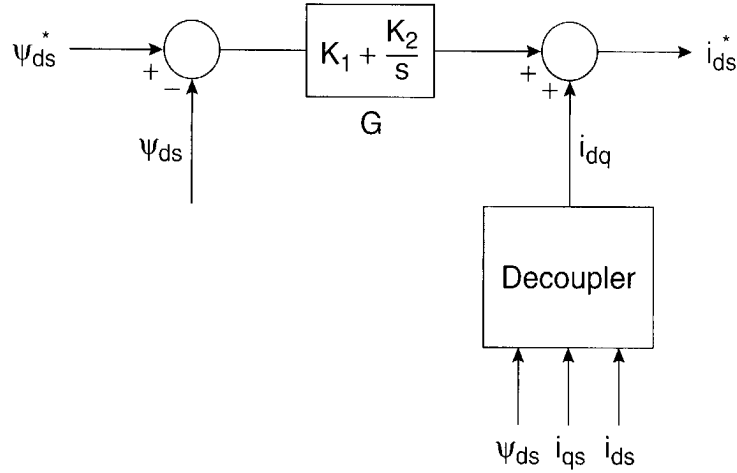 ψds* + − K1 + K2/s + + ids*
G
ψds
idq
Decoupler
ψds iqs ids